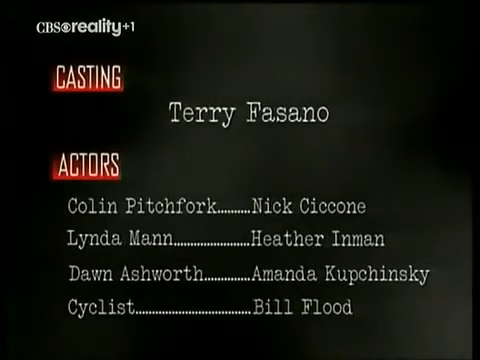 CBS reality +1
CASTING
Terry Fasano
ACTORS
Colin Pitchfork..........Nick Ciccone
Lynda Mann.......................Heather Inman
Dawn Ashworth..............Amanda Kupchinsky
Cyclist...................................Bill Flood